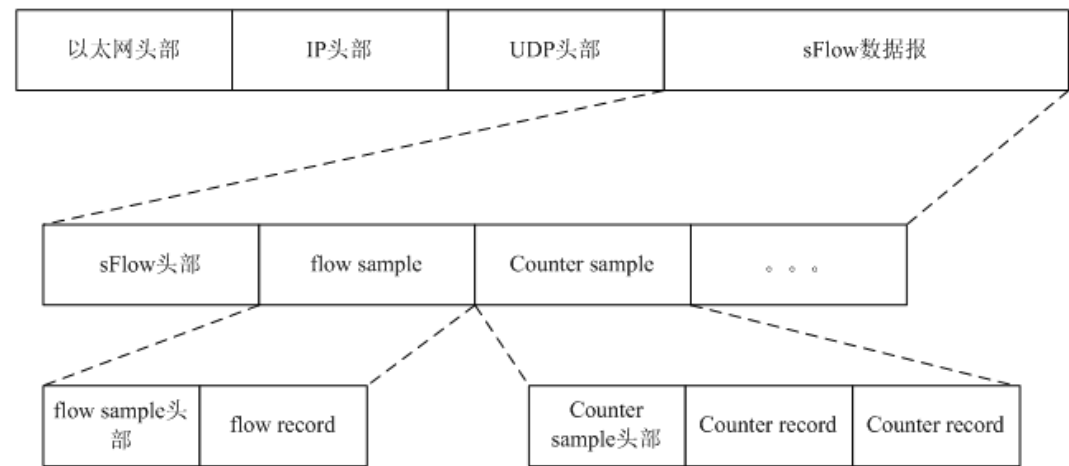 以太网头部
IP头部
UDP头部
sFlow数据报
sFlow头部
flow sample
Counter sample
。。。
flow sample头
部
flow record
Counter
sample头部
Counter record
Counter record